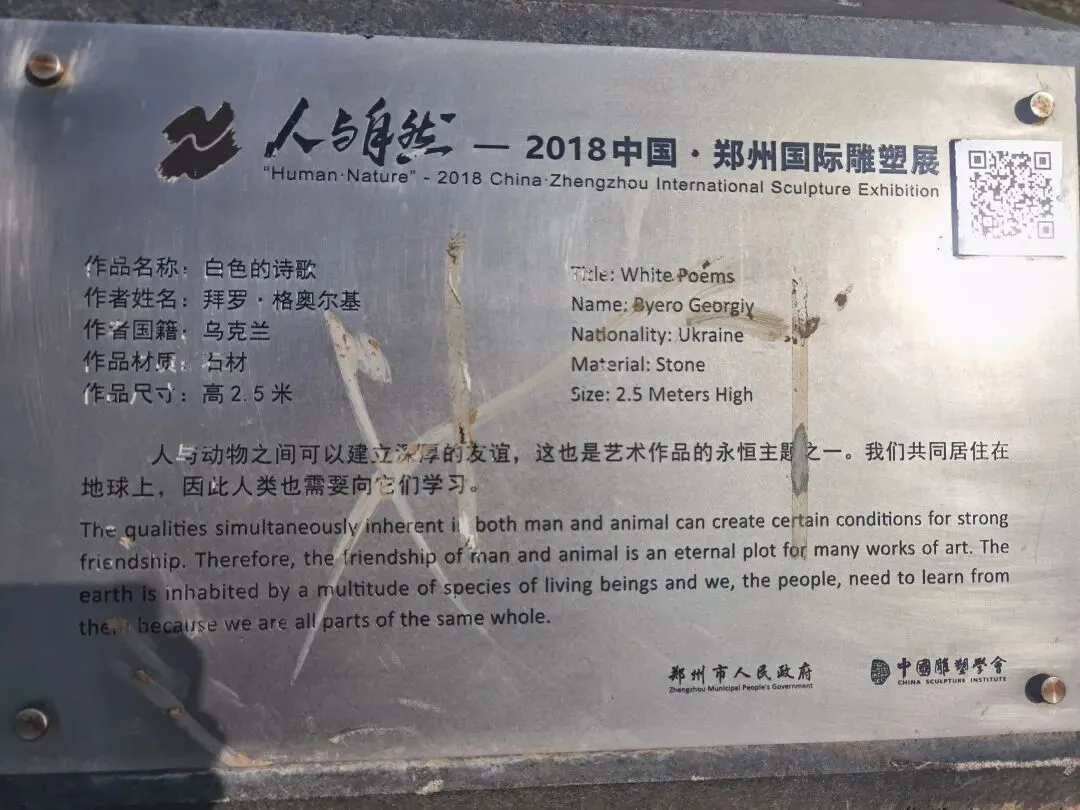 人与自然 — 2018中国·郑州国际雕塑展
"Human·Nature" - 2018 China·Zhengzhou International Sculpture Exhibition
作品名称：白色的诗歌
作者姓名：拜罗·格奥尔基
作者国籍：乌克兰
作品材质：石材
作品尺寸：高2.5米
Title: White Poems
Name: Byero Georgiy
Nationality: Ukraine
Material: Stone
Size: 2.5 Meters High
人与动物之间可以建立深厚的友谊，这也是艺术作品的永恒主题之一。我们共同居住在
地球上，因此人类也需要向它们学习。
The qualities simultaneously inherent in both man and animal can create certain conditions for strong
friendship. Therefore, the friendship of man and animal is an eternal plot for many works of art. The
earth is inhabited by a multitude of species of living beings and we, the people, need to learn from
them because we are all parts of the same whole.
郑州市人民政府
Zhengzhou Municipal People's Government
中國雕塑學會
CHINA SCULPTURE INSTITUTE